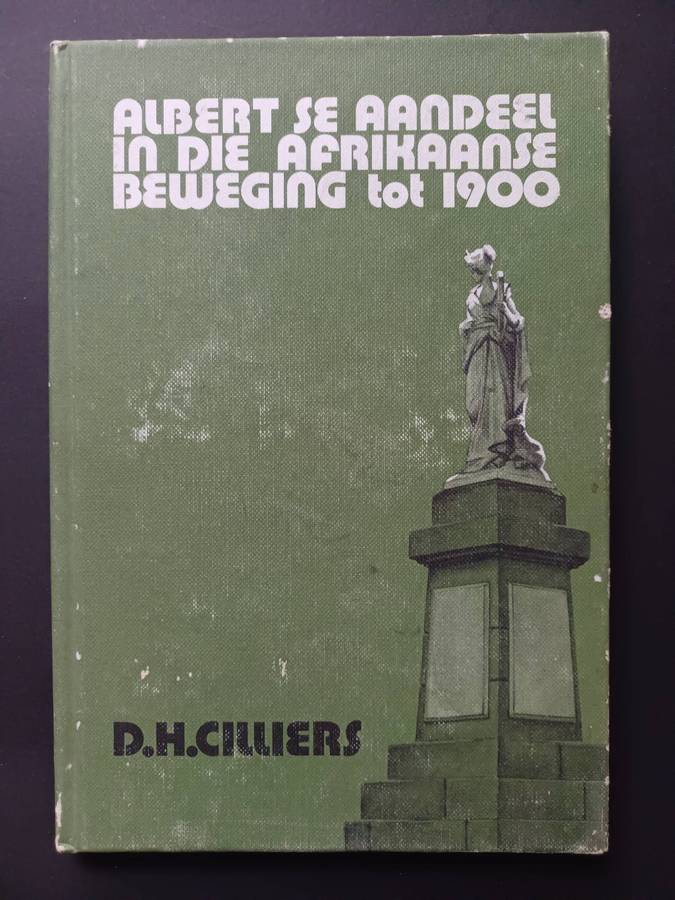 ALBERT SE AANDEEL
IN DIE AFRIKAANSE
BEWEGING tot 1900
D.H.CILLIERS